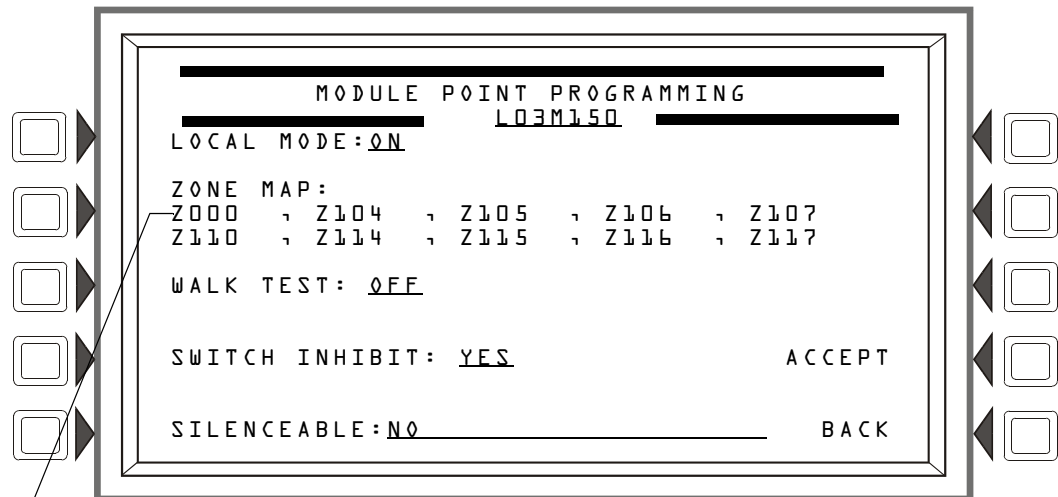 MODULE POINT PROGRAMMING
L03M150
LOCAL MODE:ON
ZONE MAP:
Z000 , Z104 , Z105 , Z106 , Z107
Z110 , Z114 , Z115 , Z116 , Z117
WALK TEST: OFF
SWITCH INHIBIT: YES ACCEPT
SILENCEABLE:NO BACK